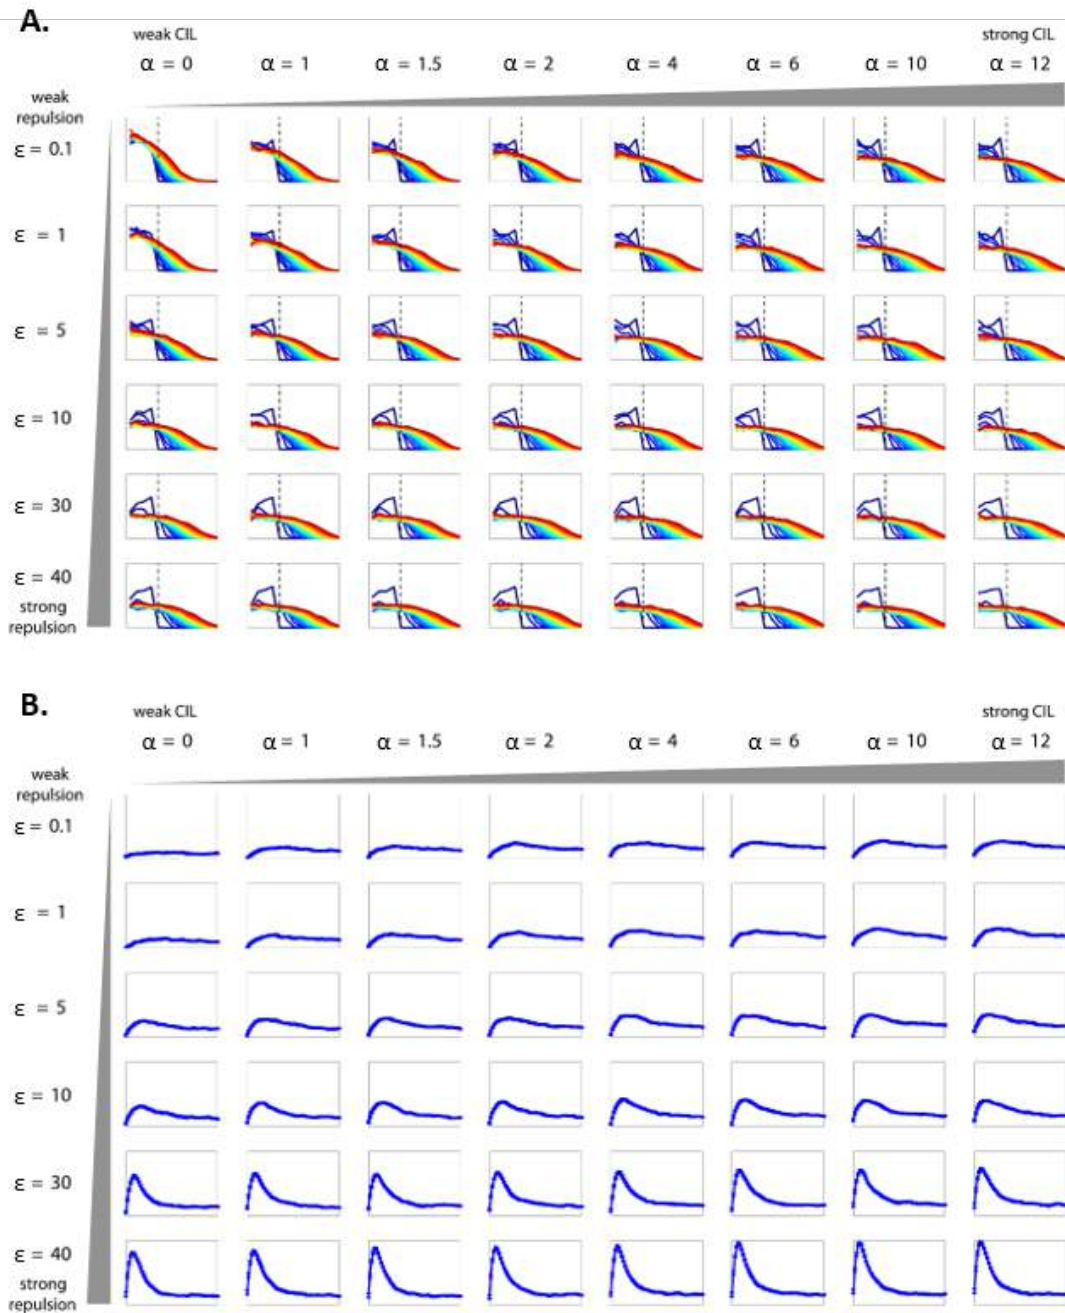 A.
weak CIL strong CIL
α = 0 α = 1 α = 1.5 α = 2 α = 4 α = 6 α = 10 α = 12
weak
repulsion
ε = 0.1
ε = 1
ε = 5
ε = 10
ε = 30
ε = 40
strong
repulsion
B.
weak CIL strong CIL
α = 0 α = 1 α = 1.5 α = 2 α = 4 α = 6 α = 10 α = 12
weak
repulsion
ε = 0.1
ε = 1
ε = 5
ε = 10
ε = 30
ε = 40
strong
repulsion